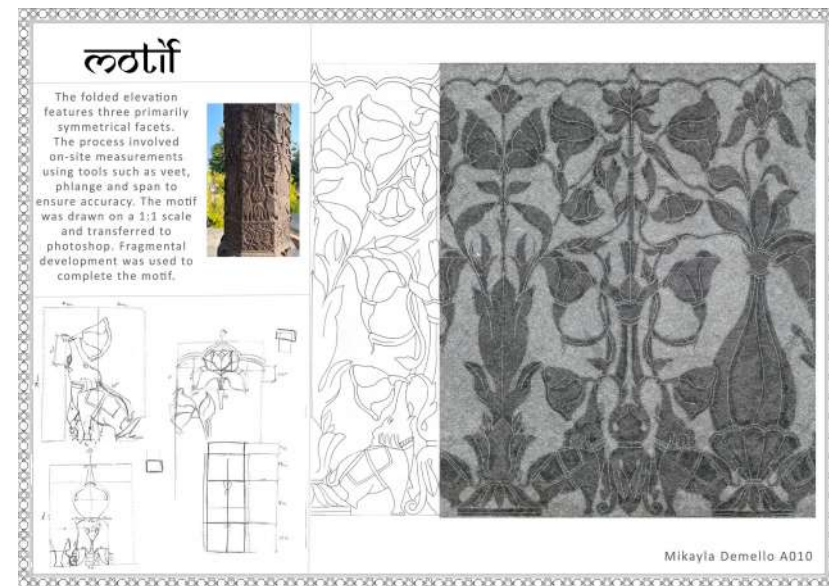 motif
The folded elevation
features three primarily
symmetrical facets.
The process involved
on-site measurements
using tools such as veet,
phlange and span to
ensure accuracy. The motif
was drawn on a 1:1 scale
and transferred to
photoshop. Fragmental
development was used to
complete the motif.
Mikayla Demello A010